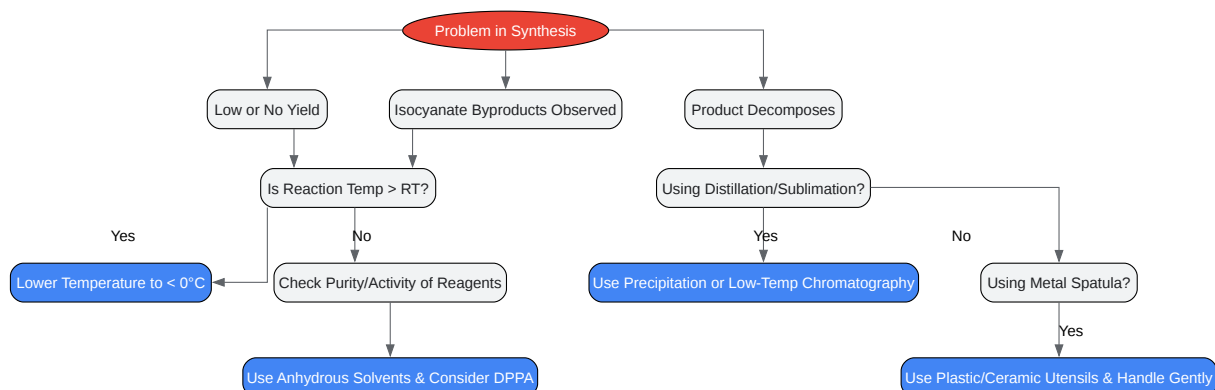 Problem in Synthesis
Low or No Yield
Isocyanate Byproducts Observed
Product Decomposes
Is Reaction Temp > RT?
Using Distillation/Sublimation?
Yes
No
Yes
No
Lower Temperature to < 0°C
Check Purity/Activity of Reagents
Use Precipitation or Low-Temp Chromatography
Using Metal Spatula?
Yes
Use Anhydrous Solvents & Consider DPPA
Use Plastic/Ceramic Utensils & Handle Gently